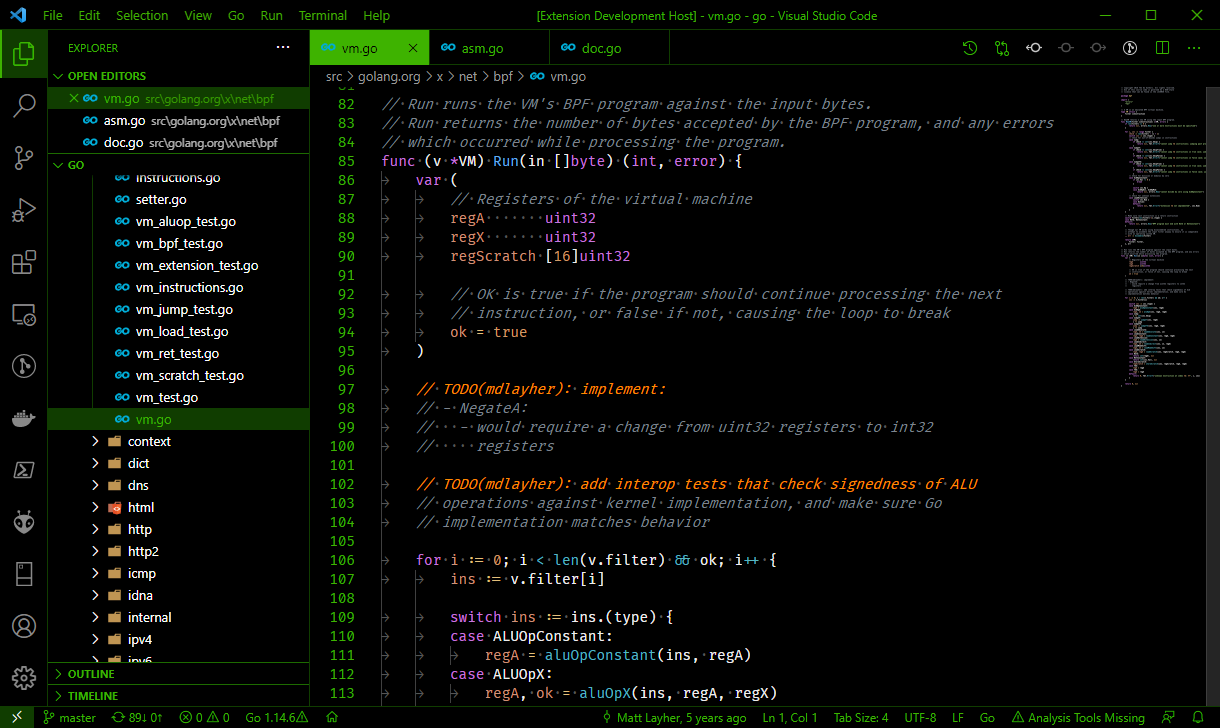 File Edit Selection View Go Run Terminal Help [Extension Development Host] - vm.go - go - Visual Studio Code
EXPLORER
OPEN EDITORS
vm.go src\golang.org\x\net\bpf
asm.go src\golang.org\x\net\bpf
doc.go src\golang.org\x\net\bpf
GO
instructions.go
setter.go
vm_aluop_test.go
vm_bpf_test.go
vm_extension_test.go
vm_instructions.go
vm_jump_test.go
vm_load_test.go
vm_ret_test.go
vm_scratch_test.go
vm_test.go
vm.go
context
dict
dns
html
http
http2
icmp
idna
internal
ipv4
ipv6
OUTLINE
TIMELINE
vm.go asm.go doc.go
src > golang.org > x > net > bpf > vm.go
81
82 // Run runs the VM's BPF program against the input bytes.
83 // Run returns the number of bytes accepted by the BPF program, and any errors
84 // which occurred while processing the program.
85 func (v *VM) Run(in []byte) (int, error) {
86 var (
87 // Registers of the virtual machine
88 regA uint32
89 regX uint32
90 regScratch [16]uint32
91
92 // OK is true if the program should continue processing the next
93 // instruction, or false if not, causing the loop to break
94 ok = true
95 )
96
97 // TODO(mdlayher): implement:
98 // - NegateA:
99 // - would require a change from uint32 registers to int32
100 // registers
101
102 // TODO(mdlayher): add interop tests that check signedness of ALU
103 // operations against kernel implementation, and make sure Go
104 // implementation matches behavior
105
106 for i := 0; i < len(v.filter) && ok; i++ {
107 ins := v.filter[i]
108
109 switch ins := ins.(type) {
110 case ALUOpConstant:
111 regA = aluOpConstant(ins, regA)
112 case ALUOpX:
113 regA, ok = aluOpX(ins, regA, regX)
master 89↓ 0↑ 0 0 Go 1.14.6 Matt Layher, 5 years ago Ln 1, Col 1 Tab Size: 4 UTF-8 LF Go Analysis Tools Missing